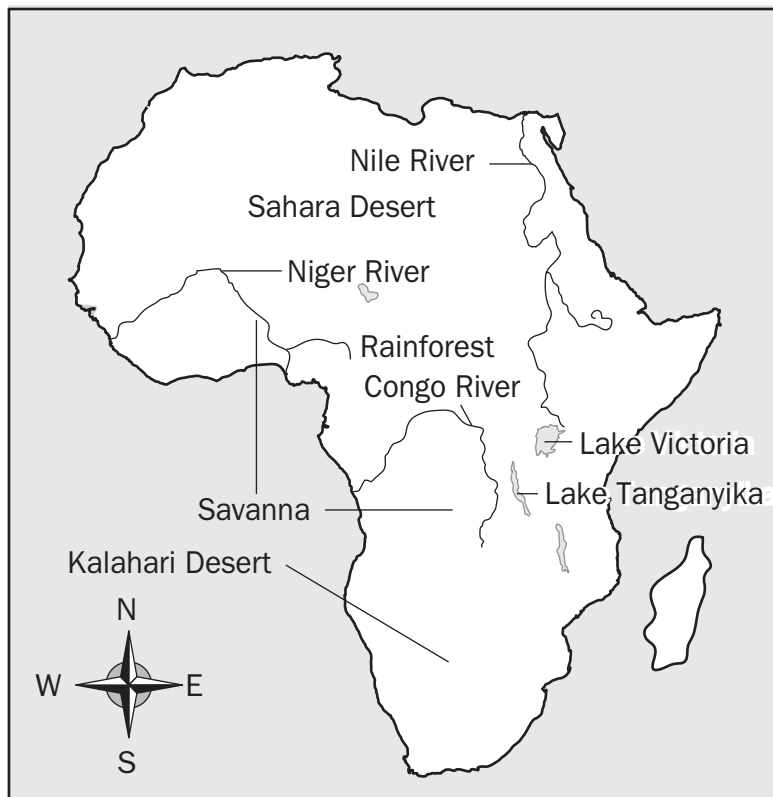 Nile River
Sahara Desert
Niger River
Rainforest
Congo River
Lake Victoria
Lake Tanganyika
Savanna
Kalahari Desert
N
W E
S